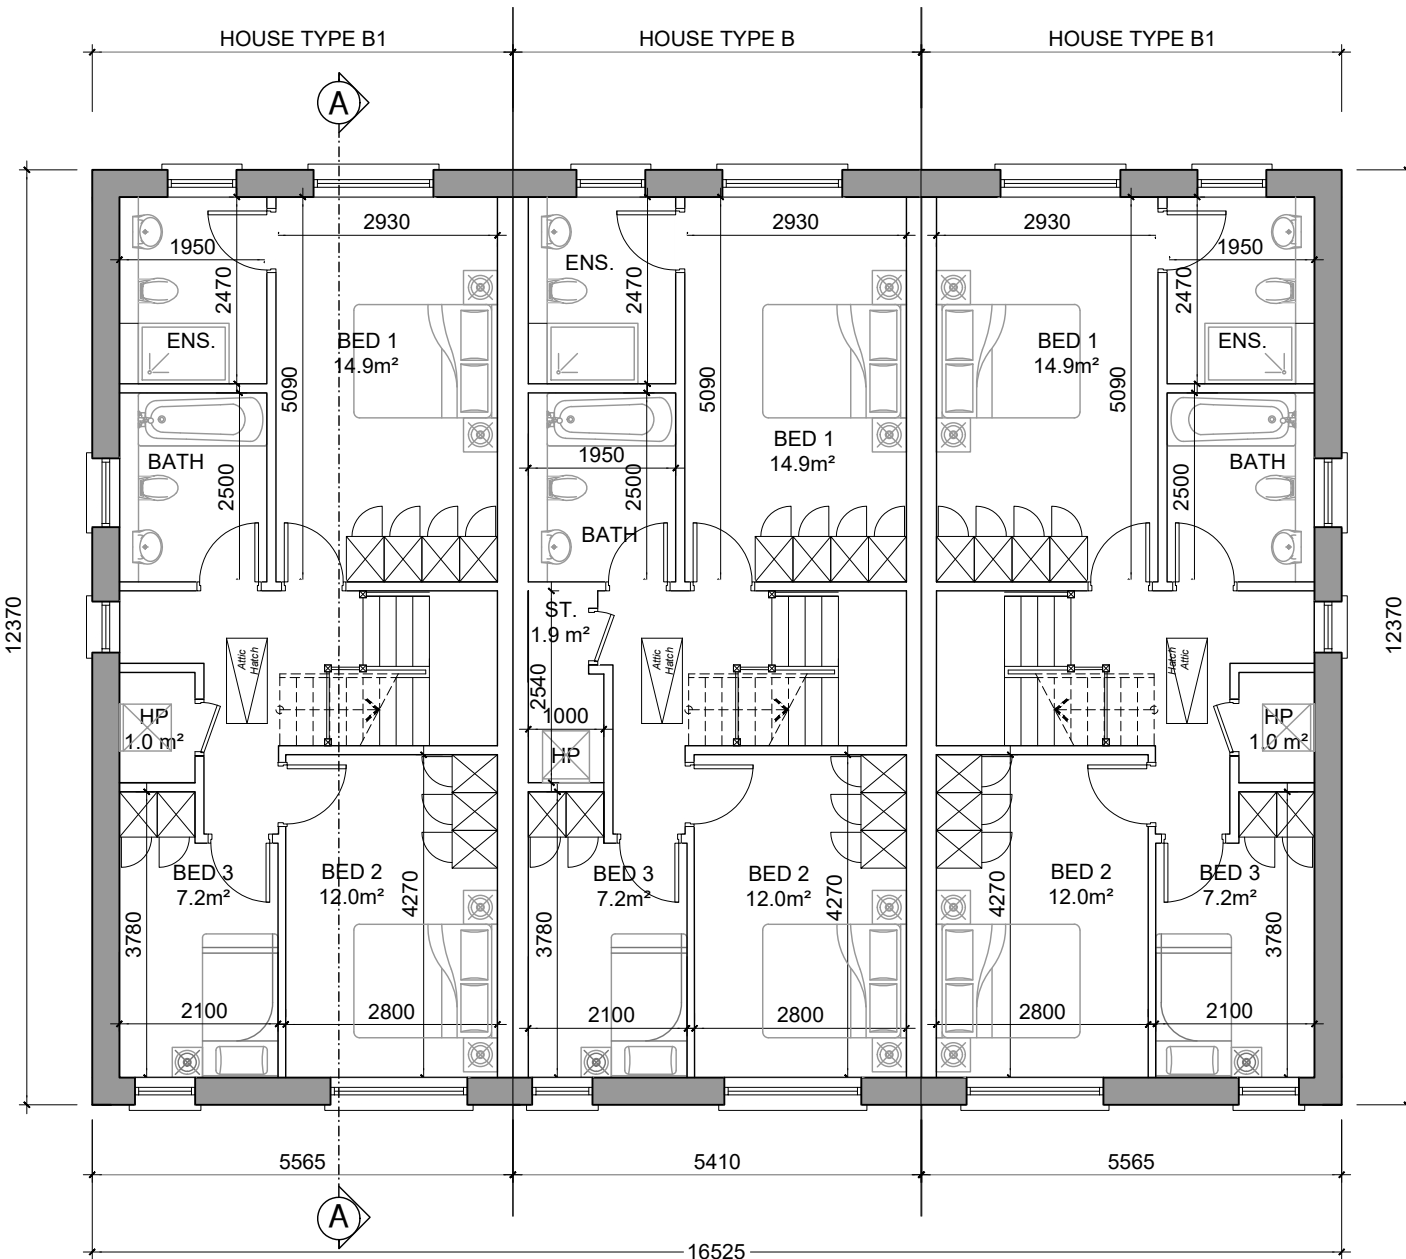 HOUSE TYPE B1
HOUSE TYPE B
HOUSE TYPE B1
A
2930
2930
2930
1950
1950
ENS.
2470
2470
2470
ENS.
BED 1
14.9m²
BED 1
14.9m²
ENS.
5090
5090
5090
BED 1
14.9m²
BATH
1950
BATH
2500
2500
2500
BATH
12370
12370
ST.
1.9 m²
Attic
Hatch
Attic
Hatch
Hatch
Attic
2540
HP
1.0 m²
1000
HP
HP
1.0 m²
BED 3
7.2m²
BED 2
12.0m²
BED 3
7.2m²
BED 2
12.0m²
BED 2
12.0m²
BED 3
7.2m²
4270
4270
4270
3780
3780
3780
2100
2800
2100
2800
2800
2100
5565
5410
5565
A
16525